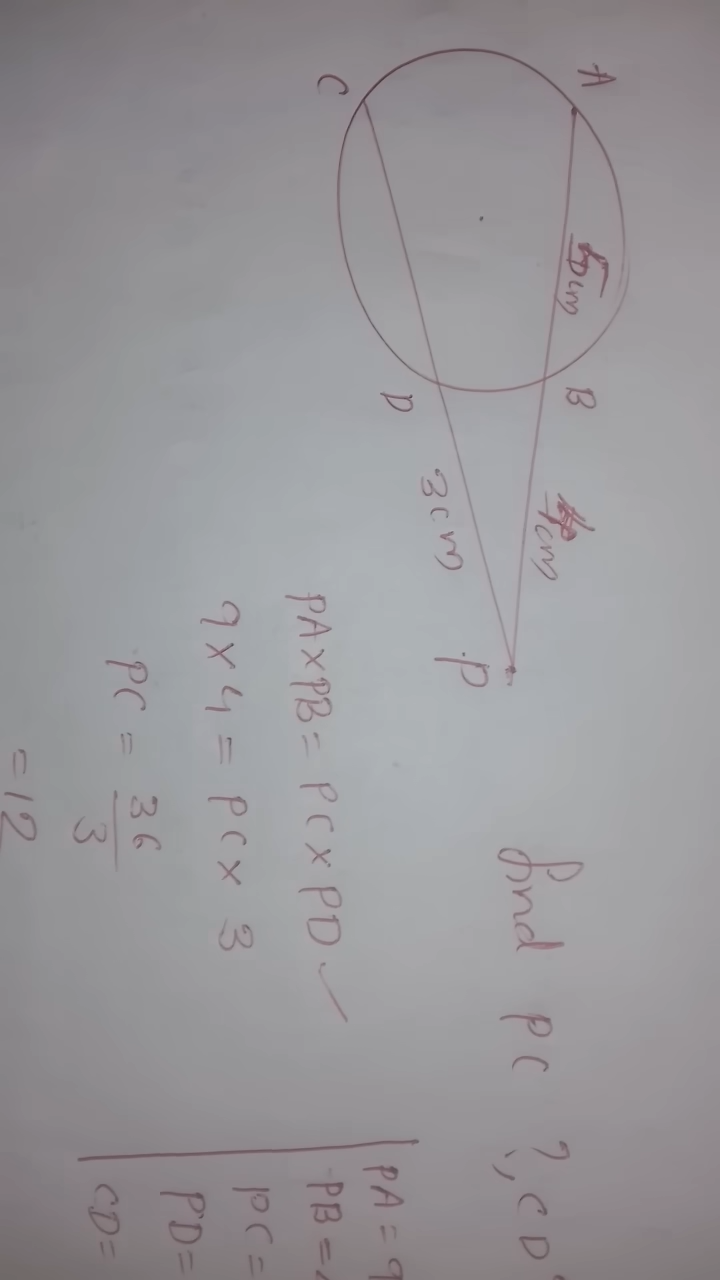 A
5cm
B
4cm
C
D
3cm
.P
find PC ?, CD
PA×PB = PC×PD ✓
9×4 = PC×3
PC = 36/3
=12
PA = 9
PB =
PC =
PD =
CD =